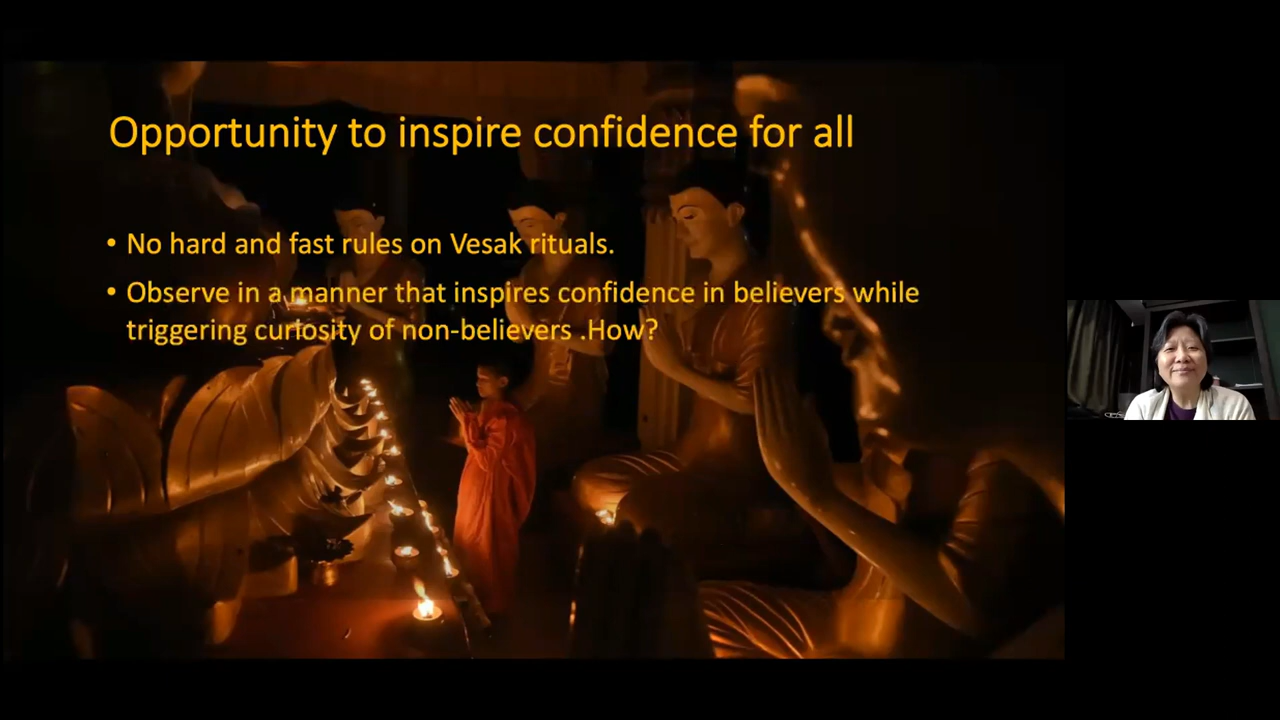 Opportunity to inspire confidence for all
• No hard and fast rules on Vesak rituals.
• Observe in a manner that inspires confidence in believers while
triggering curiosity of non-believers .How?